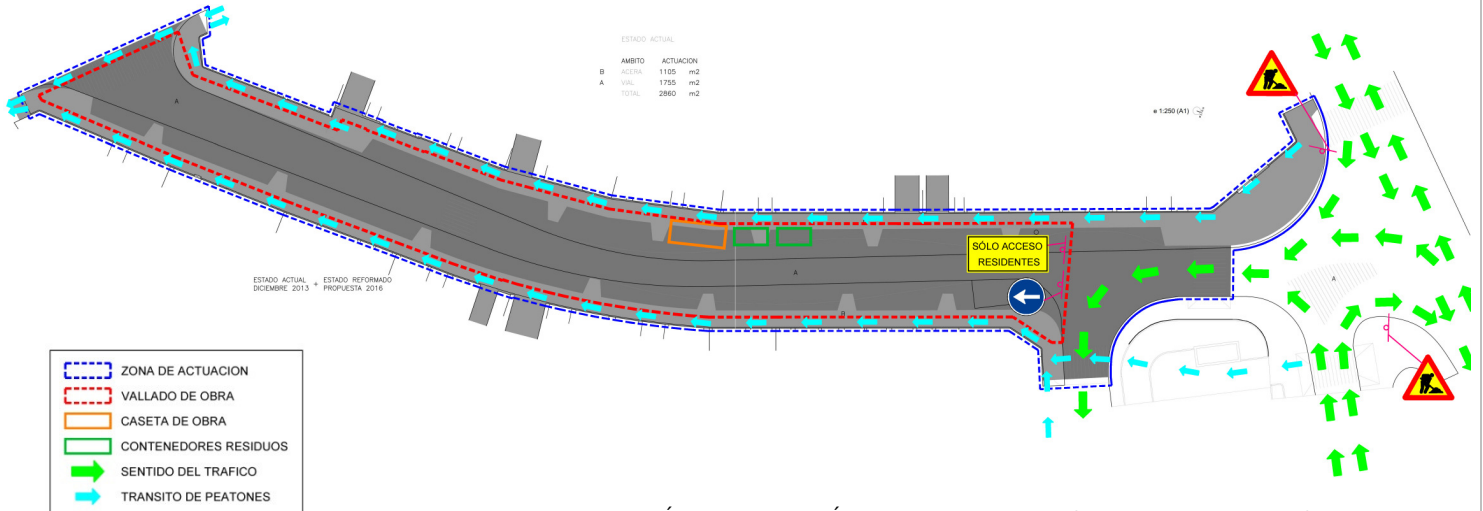 ESTADO ACTUAL
AMBITO ACTUACION
B ACERA 1105 m2
A VIAL 1755 m2
TOTAL 2860 m2
e 1:250 (A1)
A
SÓLO ACCESO
RESIDENTES
A
A
B
ESTADO ACTUAL + ESTADO REFORMADO
DICIEMBRE 2013 PROPUESTA 2016
ZONA DE ACTUACION
VALLADO DE OBRA
CASETA DE OBRA
CONTENEDORES RESIDUOS
SENTIDO DEL TRAFICO
TRANSITO DE PEATONES